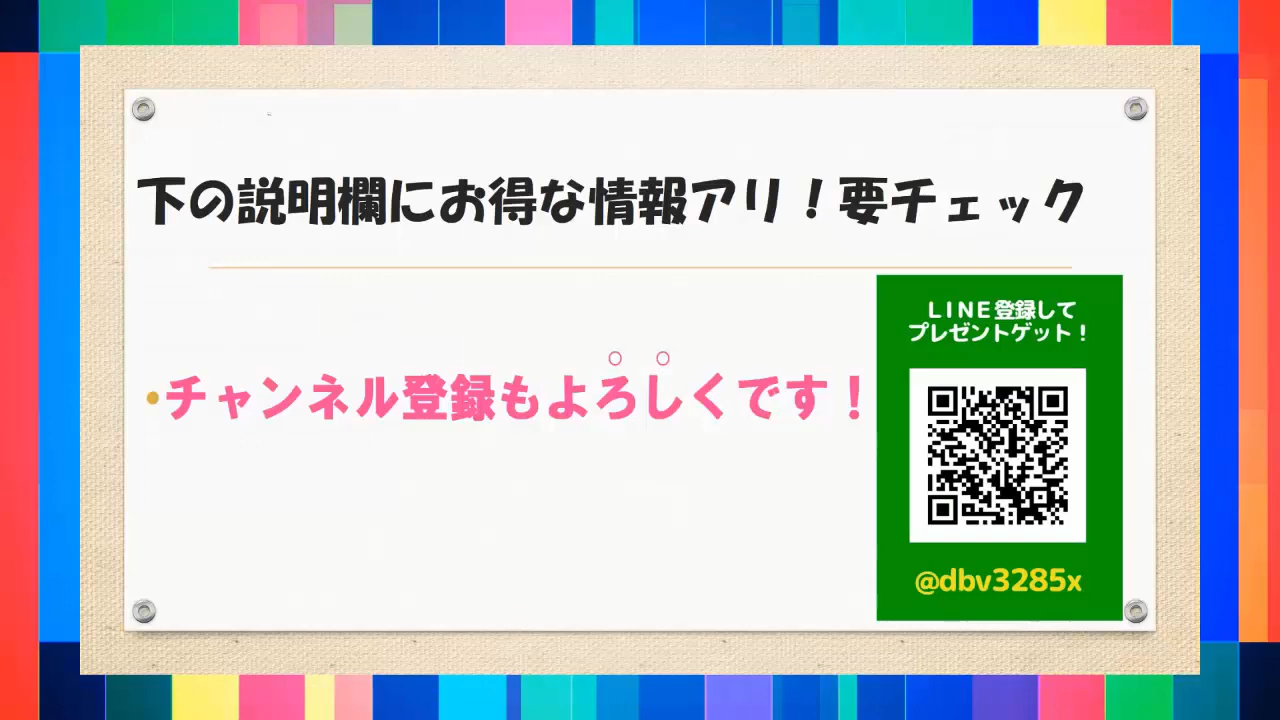 下の説明欄にお得な情報アリ！要チェック
•チャンネル登録もよろしくです！
LINE登録して
プレゼントゲット！
@dbv3285x